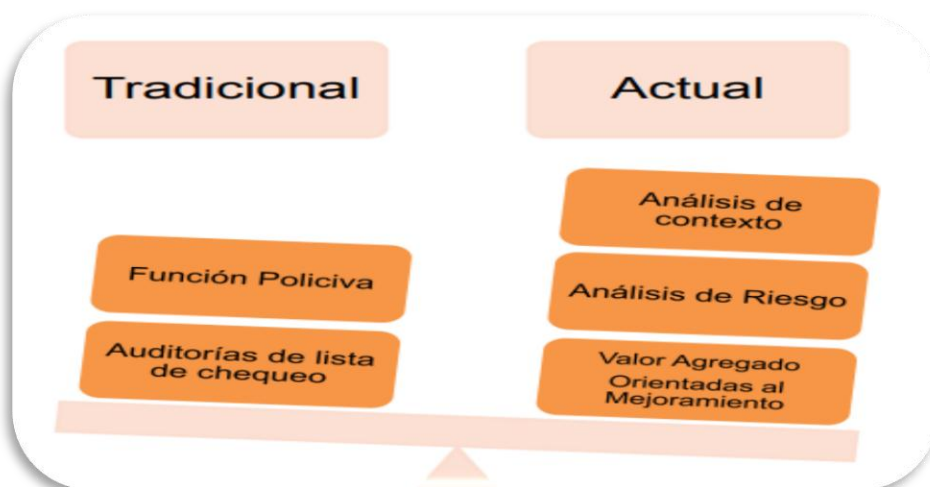 Tradicional
Actual
Función Policiva
Auditorías de lista
de chequeo
Análisis de
contexto
Análisis de Riesgo
Valor Agregado
Orientadas al
Mejoramiento